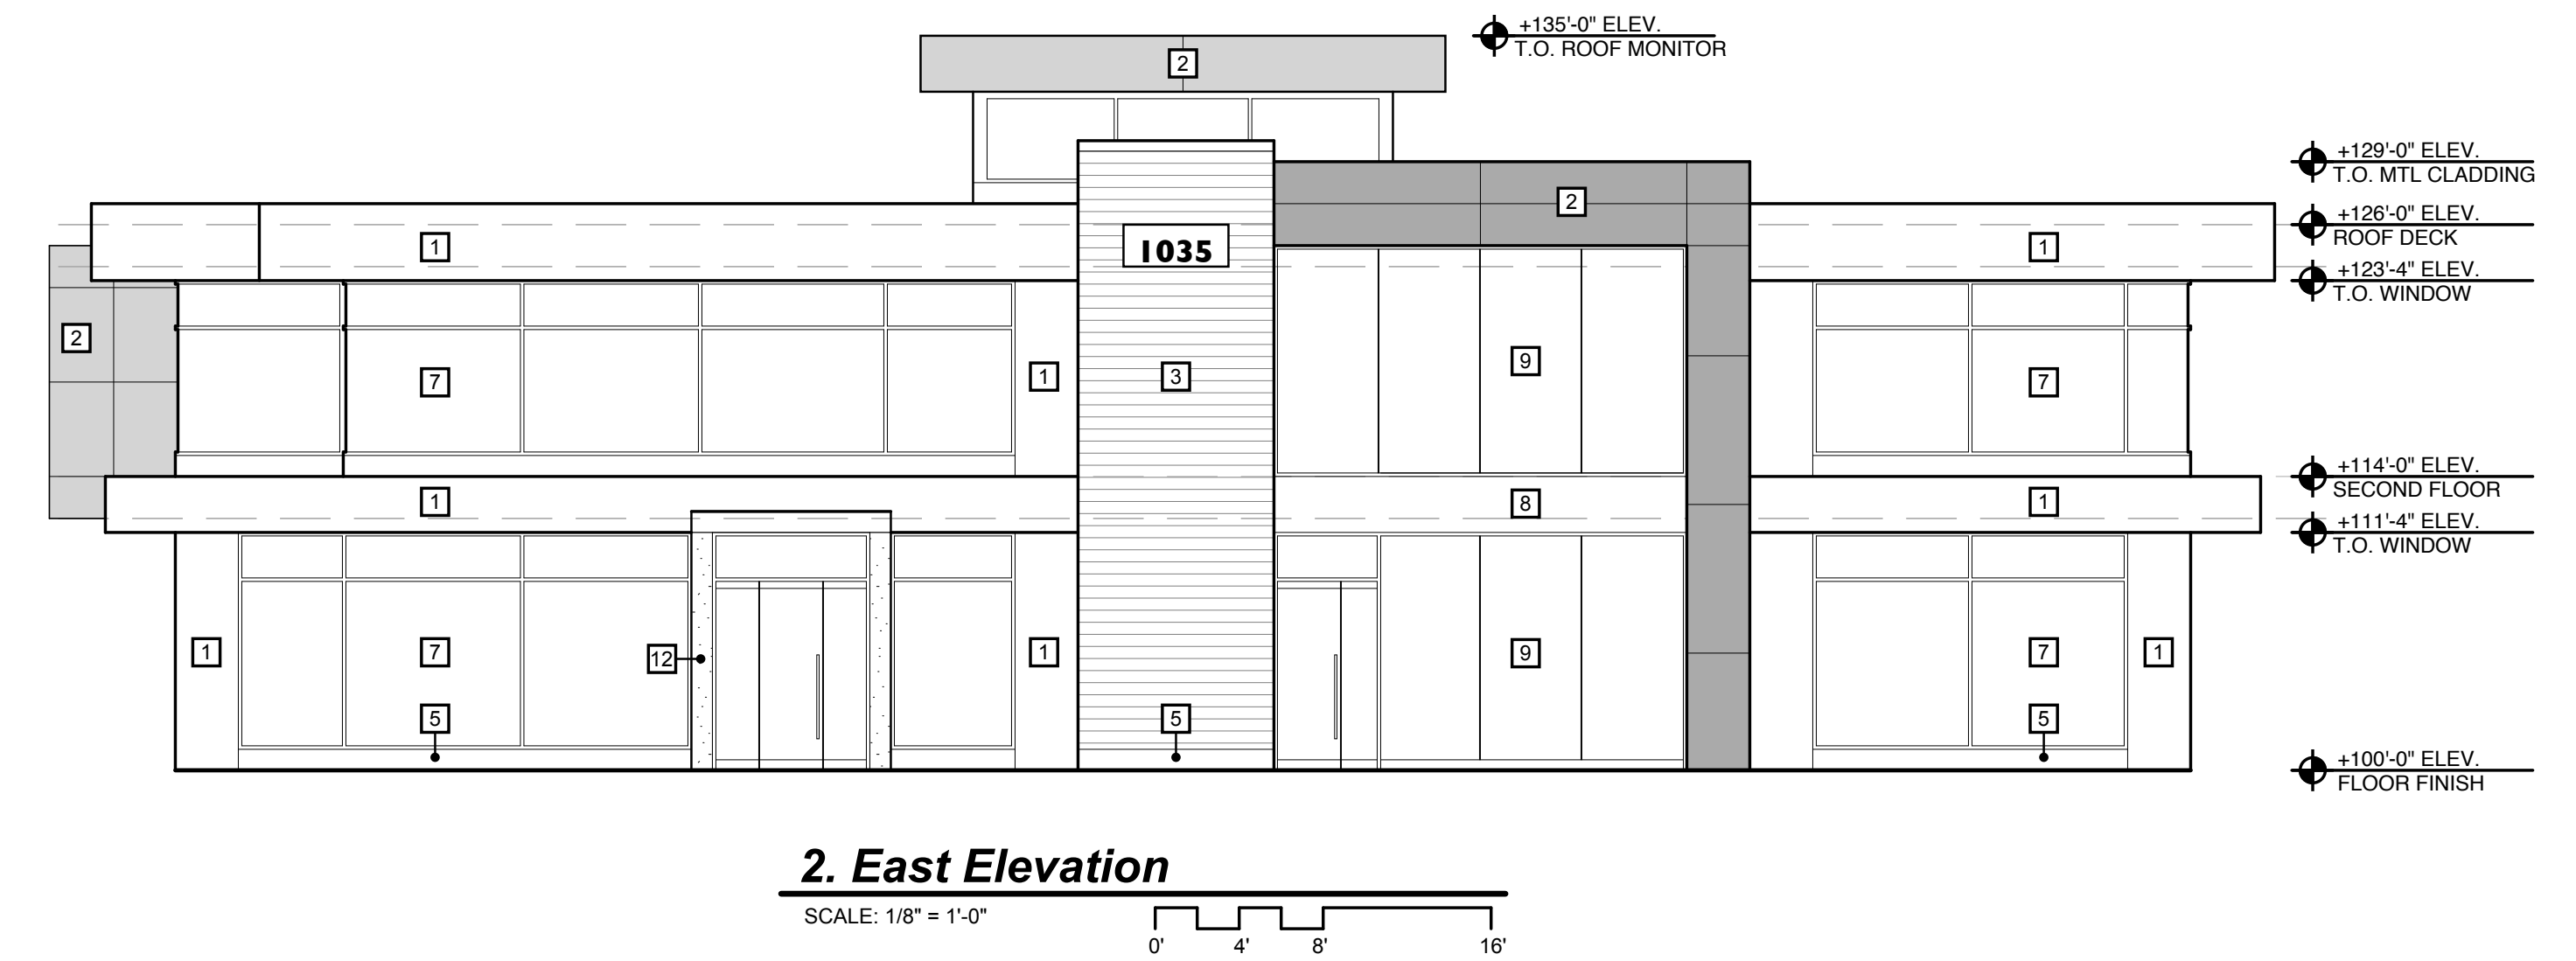 +135'-0" ELEV.
T.O. ROOF MONITOR
2
+129'-0" ELEV.
T.O. MTL CLADDING
2
+126'-0" ELEV.
ROOF DECK
1
1035
1
+123'-4" ELEV.
T.O. WINDOW
2
7
1
3
9
7
+114'-0" ELEV.
SECOND FLOOR
1
8
1
+111'-4" ELEV.
T.O. WINDOW
1
7
12
1
9
7
1
5
5
5
+100'-0" ELEV.
FLOOR FINISH
2. East Elevation
SCALE: 1/8" = 1'-0"
0' 4' 8' 16'